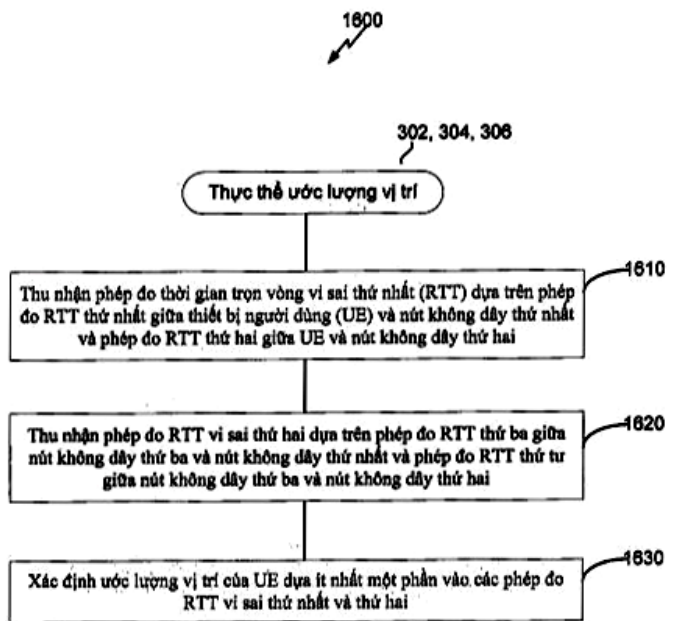 1600
302, 304, 306
Thực thể ước lượng vị trí
1610
Thu nhận phép đo thời gian trọn vòng vi sai thứ nhất (RTT) dựa trên phép
đo RTT thứ nhất giữa thiết bị người dùng (UE) và nút không dây thứ nhất
và phép đo RTT thứ hai giữa UE và nút không dây thứ hai
1620
Thu nhận phép đo RTT vi sai thứ hai dựa trên phép đo RTT thứ ba giữa
nút không dây thứ ba và nút không dây thứ nhất và phép đo RTT thứ tư
giữa nút không dây thứ ba và nút không dây thứ hai
1630
Xác định ước lượng vị trí của UE dựa ít nhất một phần vào các phép đo
RTT vi sai thứ nhất và thứ hai